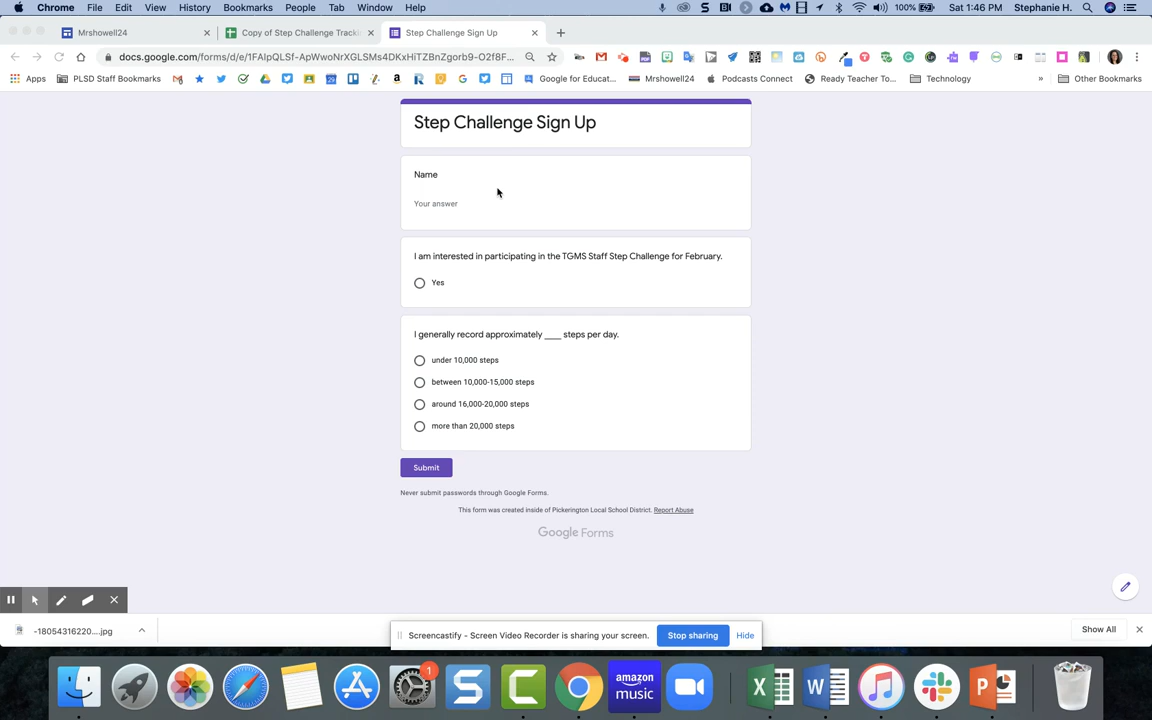 Chrome File Edit View History Bookmarks People Tab Window Help 100% Sat 1:46 PM Stephanie H.
Mrshowell24 Copy of Step Challenge Tracki Step Challenge Sign Up
docs.google.com/forms/d/e/1FAIpQLSf-ApWwoNrXGLSMs4DKxHiTZBnZgorb9-O2f8F...
Apps PLSD Staff Bookmarks Google for Educat... Mrshowell24 Podcasts Connect Ready Teacher To... Technology » Other Bookmarks
Step Challenge Sign Up
Name
Your answer
I am interested in participating in the TGMS Staff Step Challenge for February.
Yes
I generally record approximately ____ steps per day.
under 10,000 steps
between 10,000-15,000 steps
around 16,000-20,000 steps
more than 20,000 steps
Submit
Never submit passwords through Google Forms.
This form was created inside of Pickerington Local School District. Report Abuse
Google Forms
-18054316220....jpg
Screencastify - Screen Video Recorder is sharing your screen. Stop sharing Hide
Show All
1
amazon music